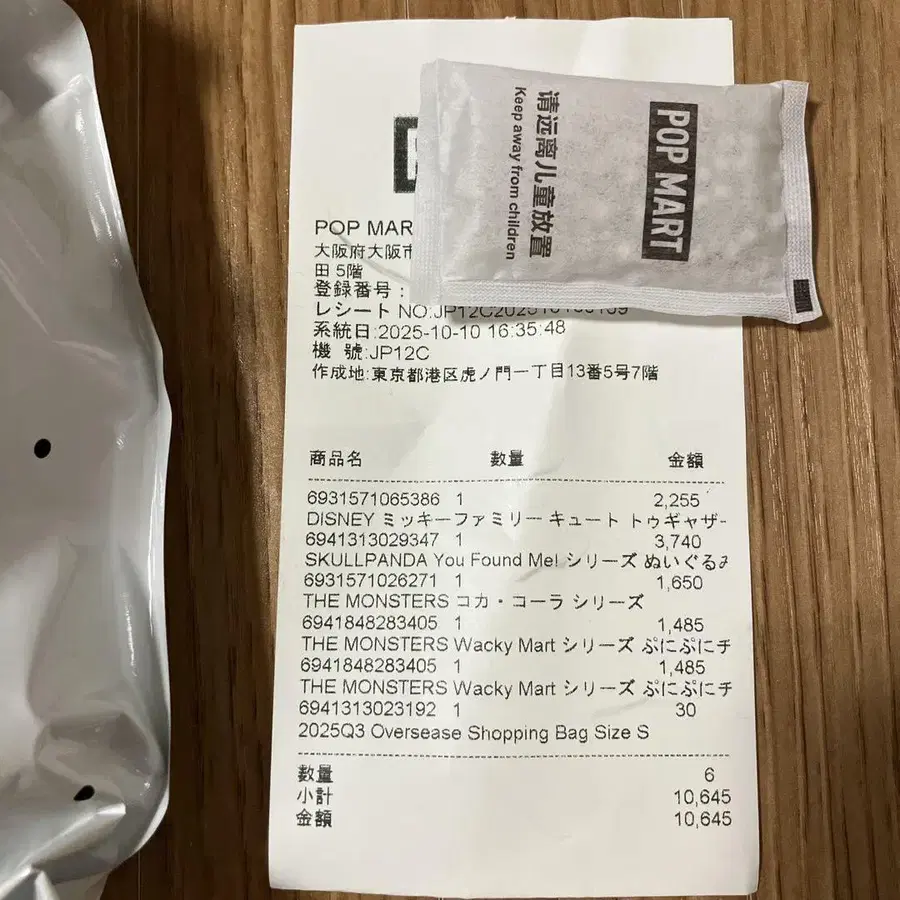 POP MART
请远离儿童放置
Keep away from children
POP MAR
大阪府大阪市
田 5階
登録番号:
レシート NO:JP12C
系統日:2025-10-10 16:35:48
機 號:JP12C
作成地:東京都港区虎ノ門一丁目13番5号7階
商品名 数量 金額
6931571065386 1 2,255
DISNEY ミッキーファミリー キュート トゥギャザー
6941313029347 1 3,740
SKULLPANDA You Found Me! シリーズ ぬいぐるみ
6931571026271 1 1,650
THE MONSTERS コカ・コーラ シリーズ
6941848283405 1 1,485
THE MONSTERS Wacky Mart シリーズ ぷにぷにチ
6941848283405 1 1,485
THE MONSTERS Wacky Mart シリーズ ぷにぷにチ
6941313023192 1 30
2025Q3 Oversease Shopping Bag Size S
数量 6
小計 10,645
金額 10,645